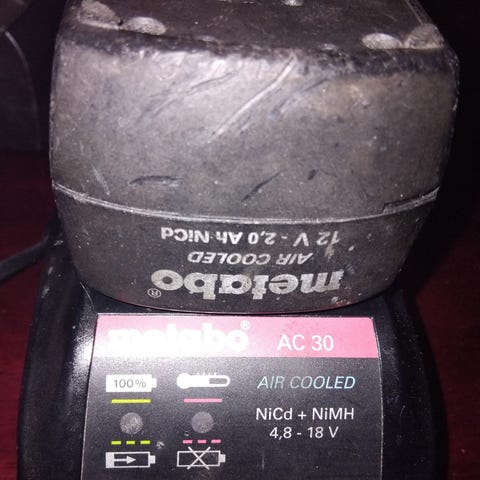 12 V - 2,0 Ah NiCd
AIR COOLED
metabo®
metabo® AC 30
100% AIR COOLED
NiCd + NiMH
4,8 - 18 V